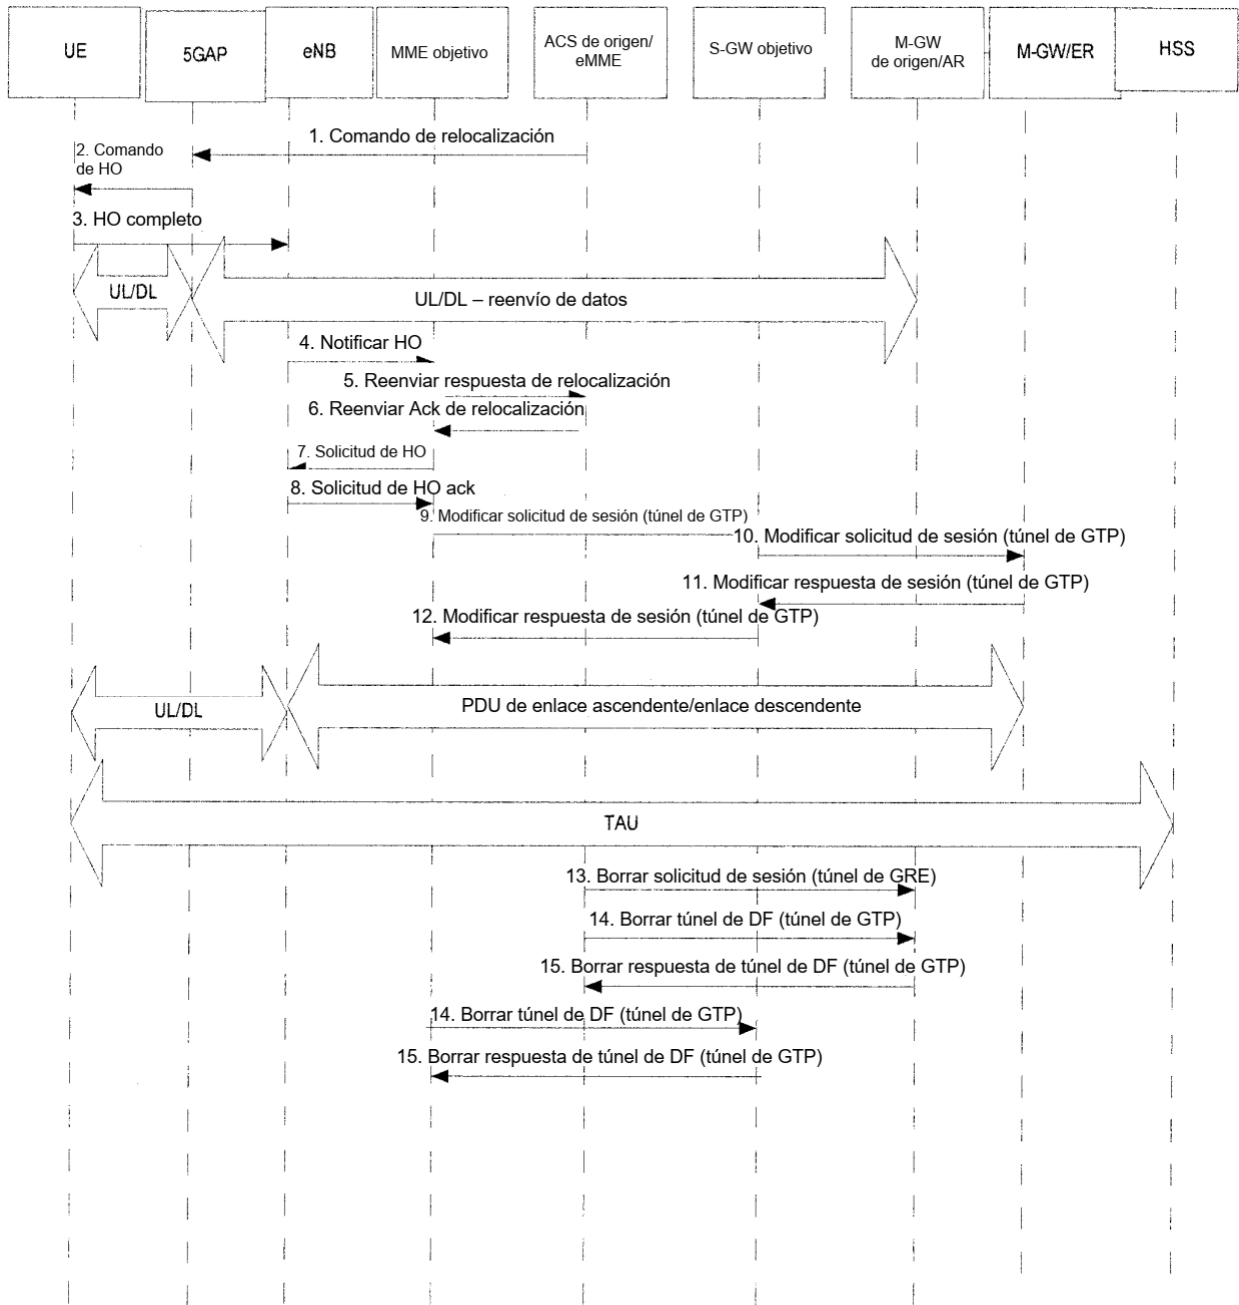 UE
5GAP
eNB
MME objetivo
ACS de origen/
eMME
S-GW objetivo
M-GW
de origen/AR
M-GW/ER
HSS
1. Comando de relocalización
2. Comando
de HO
3. HO completo
UL/DL
UL/DL – reenvío de datos
4. Notificar HO
5. Reenviar respuesta de relocalización
6. Reenviar Ack de relocalización
7. Solicitud de HO
8. Solicitud de HO ack
9. Modificar solicitud de sesión (túnel de GTP)
10. Modificar solicitud de sesión (túnel de GTP)
11. Modificar respuesta de sesión (túnel de GTP)
12. Modificar respuesta de sesión (túnel de GTP)
UL/DL
PDU de enlace ascendente/enlace descendente
TAU
13. Borrar solicitud de sesión (túnel de GRE)
14. Borrar túnel de DF (túnel de GTP)
15. Borrar respuesta de túnel de DF (túnel de GTP)
14. Borrar túnel de DF (túnel de GTP)
15. Borrar respuesta de túnel de DF (túnel de GTP)